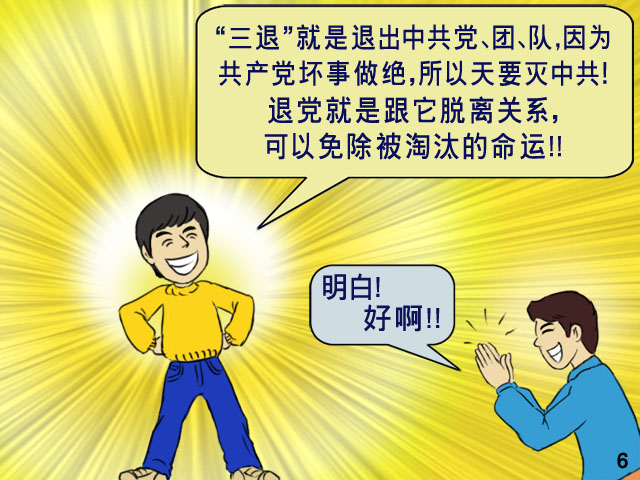 “三退”就是退出中共党、团、队,因为
共产党坏事做绝,所以天要灭中共!
退党就是跟它脱离关系,
可以免除被淘汰的命运!!
明白!
好啊!!
6